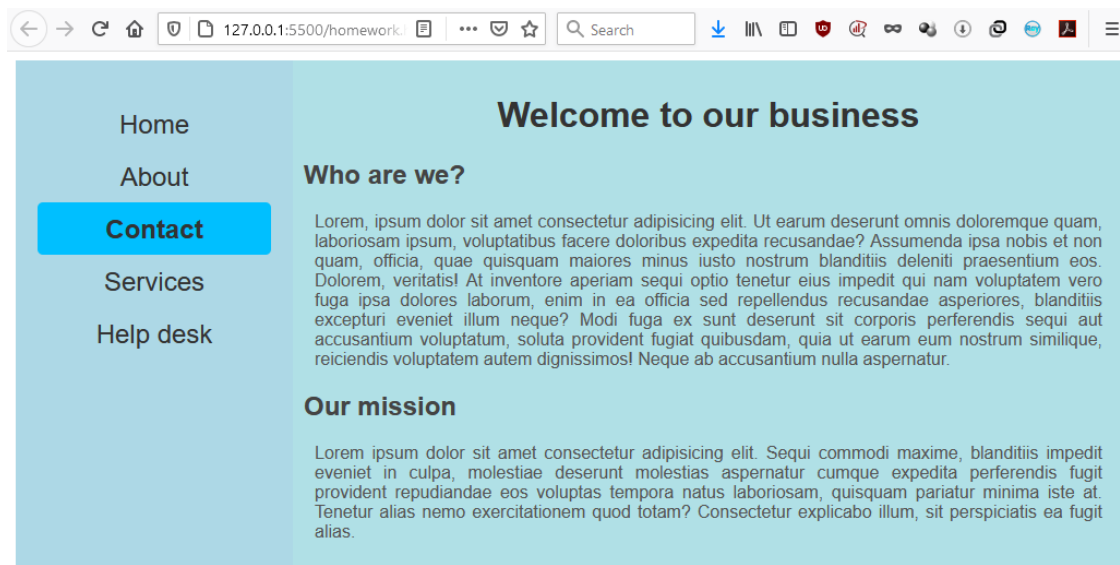 127.0.0.1:5500/homework.
Search
Home
About
Contact
Services
Help desk
Welcome to our business
Who are we?
Lorem, ipsum dolor sit amet consectetur adipisicing elit. Ut earum deserunt omnis doloremque quam,
laboriosam ipsum, voluptatibus facere doloribus expedita recusandae? Assumenda ipsa nobis et non
quam, officia, quae quisquam maiores minus iusto nostrum blanditiis deleniti praesentium eos.
Dolorem, veritatis! At inventore aperiam sequi optio tenetur eius impedit qui nam voluptatem vero
fuga ipsa dolores laborum, enim in ea officia sed repellendus recusandae asperiores, blanditiis
excepturi eveniet illum neque? Modi fuga ex sunt deserunt sit corporis perferendis sequi aut
accusantium voluptatum, soluta provident fugiat quibusdam, quia ut earum eum nostrum similique,
reiciendis voluptatem autem dignissimos! Neque ab accusantium nulla aspernatur.
Our mission
Lorem ipsum dolor sit amet consectetur adipisicing elit. Sequi commodi maxime, blanditiis impedit
eveniet in culpa, molestiae deserunt molestias aspernatur cumque expedita perferendis fugit
provident repudiandae eos voluptas tempora natus laboriosam, quisquam pariatur minima iste at.
Tenetur alias nemo exercitationem quod totam? Consectetur explicabo illum, sit perspiciatis ea fugit
alias.